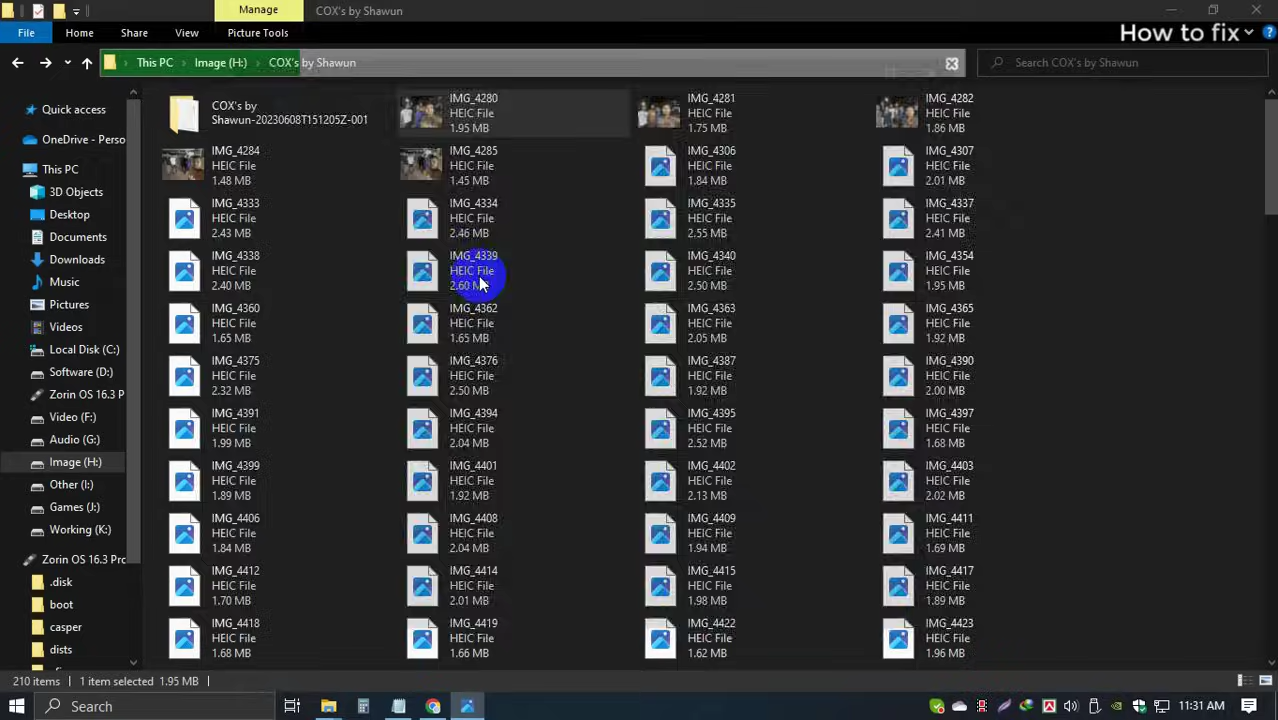 Manage
COX's by Shawun
File
Home
Share
View
Picture Tools
How to fix
This PC
Image (H:)
COX's by Shawun
Search COX's by Shawun
Quick access
OneDrive - Perso
This PC
3D Objects
Desktop
Documents
Downloads
Music
Pictures
Videos
Local Disk (C:)
Software (D:)
Zorin OS 16.3 P
Video (F:)
Audio (G:)
Image (H:)
Other (I:)
Games (J:)
Working (K:)
Zorin OS 16.3 Pro
.disk
boot
casper
dists
COX's by
Shawun-20230608T151205Z-001
IMG_4280
HEIC File
1.95 MB
IMG_4281
HEIC File
1.75 MB
IMG_4282
HEIC File
1.86 MB
IMG_4284
HEIC File
1.48 MB
IMG_4285
HEIC File
1.45 MB
IMG_4306
HEIC File
1.84 MB
IMG_4307
HEIC File
2.01 MB
IMG_4333
HEIC File
2.43 MB
IMG_4334
HEIC File
2.46 MB
IMG_4335
HEIC File
2.55 MB
IMG_4337
HEIC File
2.41 MB
IMG_4338
HEIC File
2.40 MB
IMG_4339
HEIC File
2.60 MB
IMG_4340
HEIC File
2.50 MB
IMG_4354
HEIC File
1.95 MB
IMG_4360
HEIC File
1.65 MB
IMG_4362
HEIC File
1.65 MB
IMG_4363
HEIC File
2.05 MB
IMG_4365
HEIC File
1.92 MB
IMG_4375
HEIC File
2.32 MB
IMG_4376
HEIC File
2.50 MB
IMG_4387
HEIC File
1.92 MB
IMG_4390
HEIC File
2.00 MB
IMG_4391
HEIC File
1.99 MB
IMG_4394
HEIC File
2.04 MB
IMG_4395
HEIC File
2.52 MB
IMG_4397
HEIC File
1.68 MB
IMG_4399
HEIC File
1.89 MB
IMG_4401
HEIC File
1.92 MB
IMG_4402
HEIC File
2.13 MB
IMG_4403
HEIC File
2.02 MB
IMG_4406
HEIC File
1.84 MB
IMG_4408
HEIC File
2.04 MB
IMG_4409
HEIC File
1.94 MB
IMG_4411
HEIC File
1.69 MB
IMG_4412
HEIC File
1.70 MB
IMG_4414
HEIC File
2.01 MB
IMG_4415
HEIC File
1.98 MB
IMG_4417
HEIC File
1.89 MB
IMG_4418
HEIC File
1.68 MB
IMG_4419
HEIC File
1.66 MB
IMG_4422
HEIC File
1.62 MB
IMG_4423
HEIC File
1.96 MB
210 items
1 item selected 1.95 MB
Search
11:31 AM